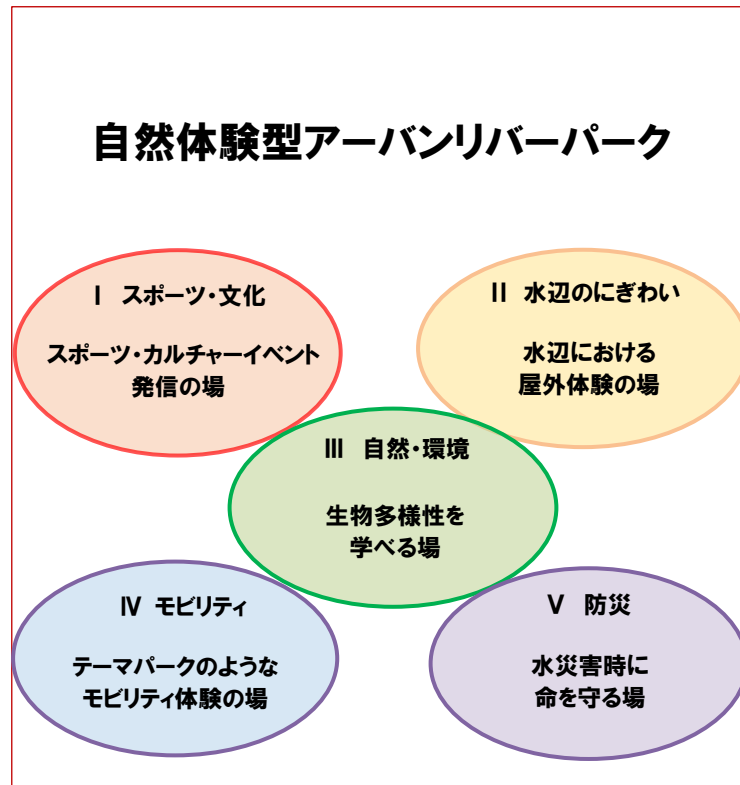 自然体験型アーバンリバーパーク
Ⅰ スポーツ・文化
スポーツ・カルチャーイベント
発信の場
Ⅱ 水辺のにぎわい
水辺における
屋外体験の場
Ⅲ 自然・環境
生物多様性を
学べる場
Ⅳ モビリティ
テーマパークのような
モビリティ体験の場
Ⅴ 防災
水災害時に
命を守る場